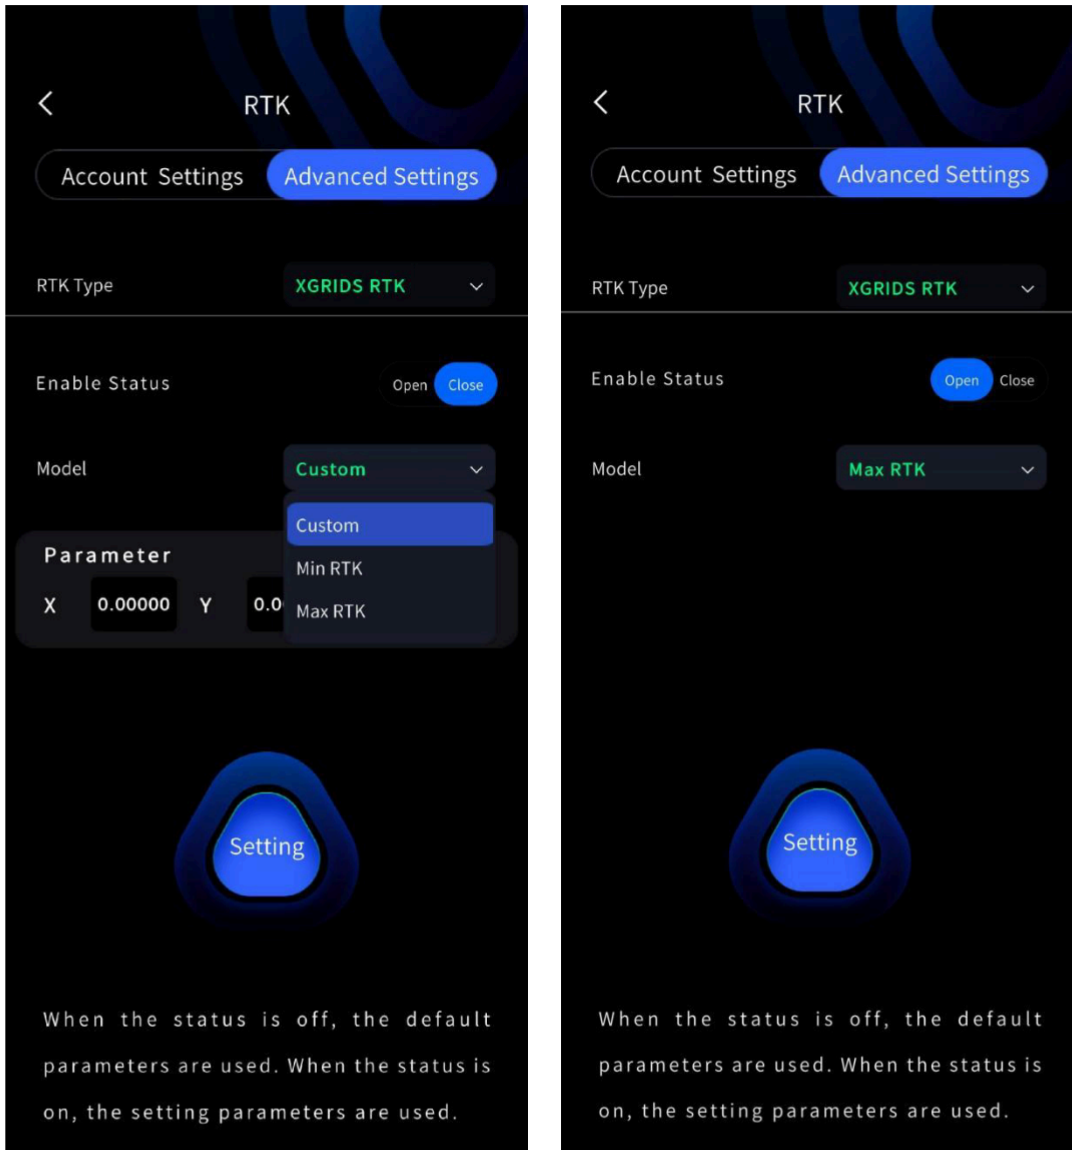 RTK
Account Settings Advanced Settings
RTK Type XGRIDS RTK
Enable Status Open Close
Model Custom
Custom
Min RTK
Max RTK
Parameter
X 0.00000 Y 0.0
Setting
When the status is off, the default
parameters are used. When the status is
on, the setting parameters are used.
RTK
Account Settings Advanced Settings
RTK Type XGRIDS RTK
Enable Status Open Close
Model Max RTK
Setting
When the status is off, the default
parameters are used. When the status is
on, the setting parameters are used.